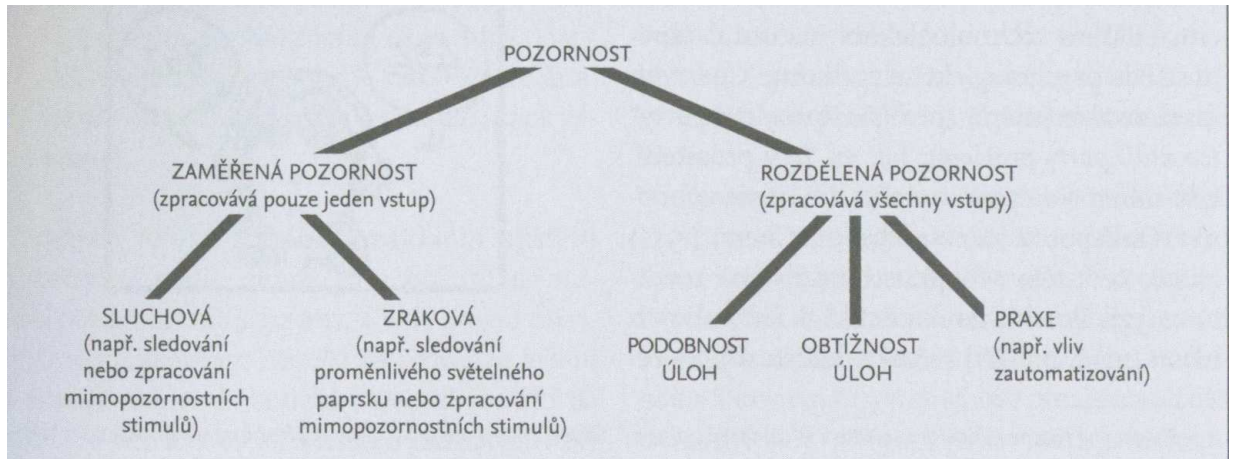 POZORNOST
ZAMĚŘENÁ POZORNOST
(zpracovává pouze jeden vstup)
ROZDĚLENÁ POZORNOST
(zpracovává všechny vstupy)
SLUCHOVÁ
(např. sledování
nebo zpracování
mimopozornostních
stimulů)
ZRAKOVÁ
(např. sledování
proměnlivého světelného
paprsku nebo zpracování
mimopozornostních stimulů)
PODOBNOST
ÚLOH
OBTÍŽNOST
ÚLOH
PRAXE
(např. vliv
zautomatizování)